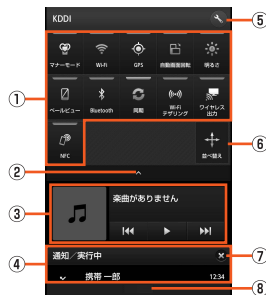 KDDI
⑤
マナーモード Wi-Fi GPS 自動画面回転 明るさ
①
ベールビュー Bluetooth 同期 Wi-Fi テザリング ワイヤレス出力
NFC 並べ替え
⑥
②
③
楽曲がありません
④
通知／実行中
⑦
携帯 一郎 12:34
⑧